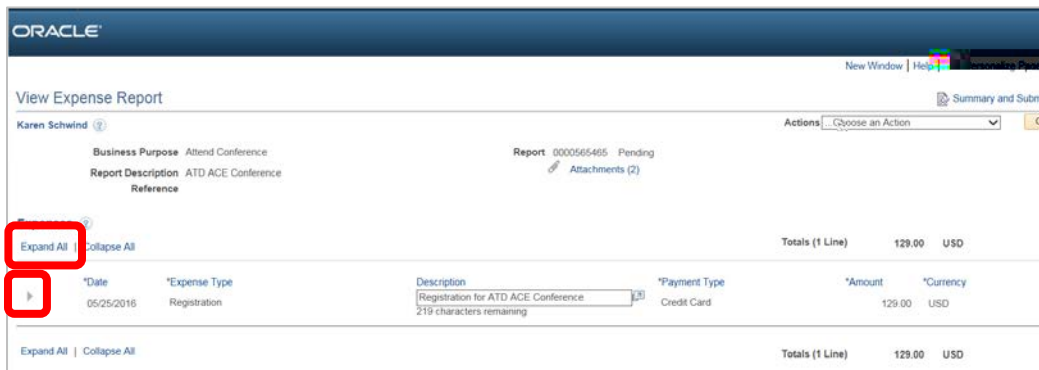 ORACLE
New Window | Help
View Expense Report
Summary and Subm
Karen Schwind
Actions ...Choose an Action
Business Purpose Attend Conference
Report 0000565465 Pending
Attachments (2)
Report Description ATD ACE Conference
Reference
Expand All | Collapse All
Totals (1 Line) 129.00 USD
*Date *Expense Type Description *Payment Type *Amount *Currency
05/25/2016 Registration Registration for ATD ACE Conference Credit Card 129.00 USD
219 characters remaining
Expand All | Collapse All
Totals (1 Line) 129.00 USD